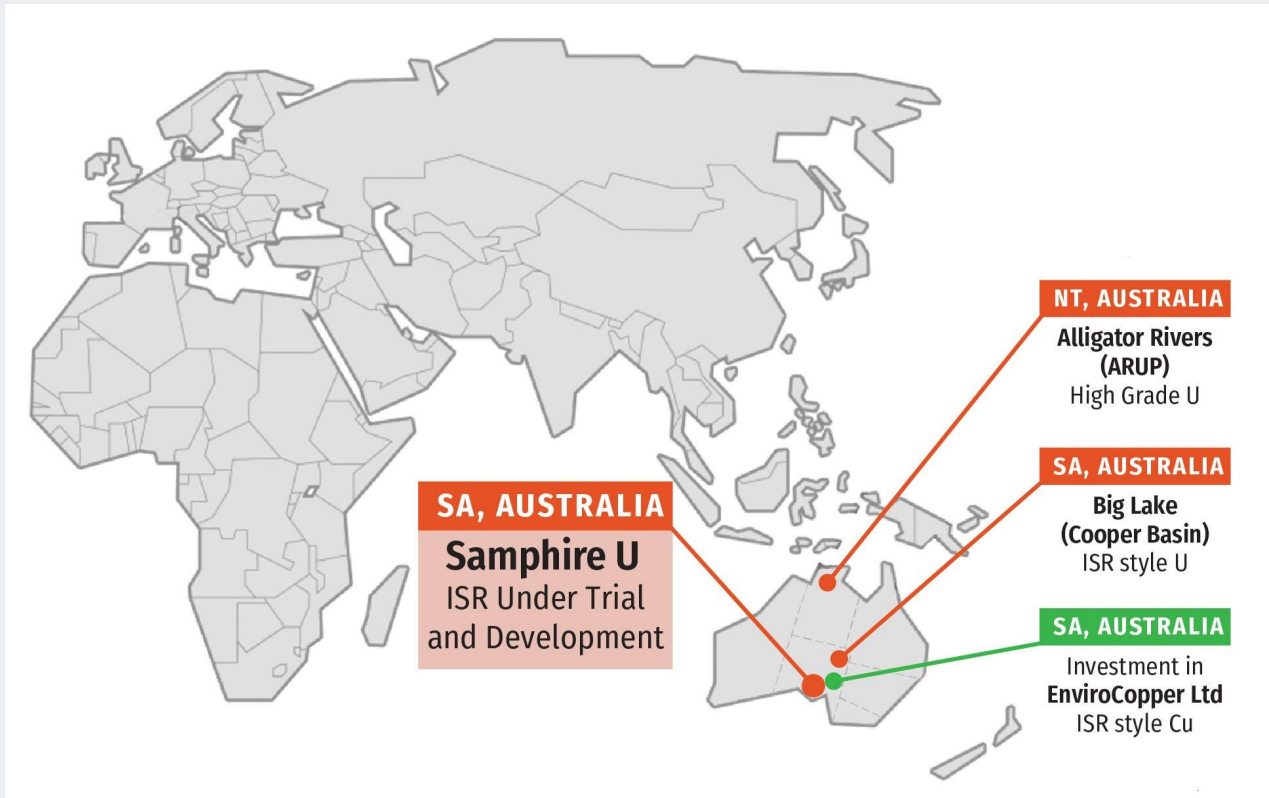 NT, AUSTRALIA
Alligator Rivers
(ARUP)
High Grade U
SA, AUSTRALIA
Big Lake
(Cooper Basin)
ISR style U
SA, AUSTRALIA
Samphire U
ISR Under Trial
and Development
SA, AUSTRALIA
Investment in
EnviroCopper Ltd
ISR style Cu